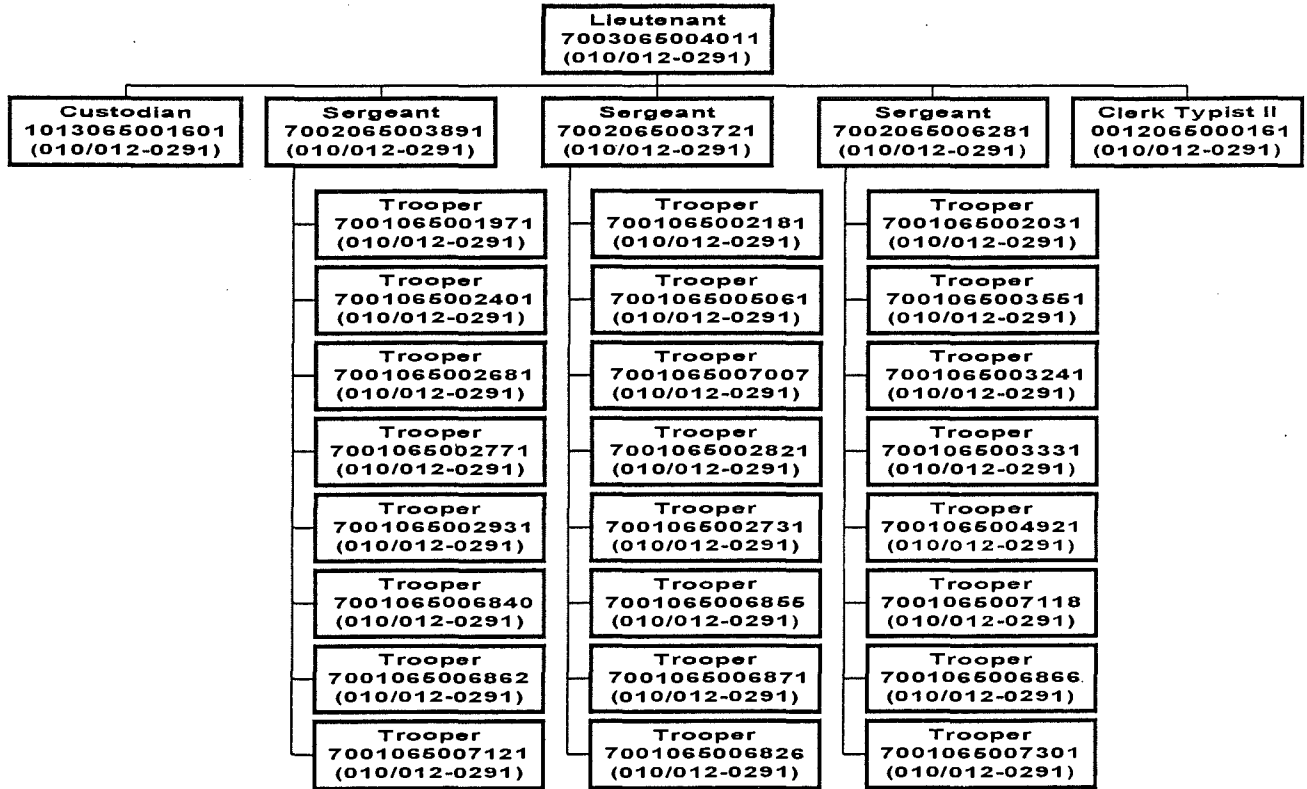 Lieutenant
7003065004011
(010/012-0291)
Custodian
1013065001601
(010/012-0291)
Sergeant
7002065003891
(010/012-0291)
Sergeant
7002065003721
(010/012-0291)
Sergeant
7002065006281
(010/012-0291)
Clerk Typist II
0012065000161
(010/012-0291)
Trooper
7001065001971
(010/012-0291)
Trooper
7001065002401
(010/012-0291)
Trooper
7001065002681
(010/012-0291)
Trooper
7001065002771
(010/012-0291)
Trooper
7001065002931
(010/012-0291)
Trooper
7001065006840
(010/012-0291)
Trooper
7001065006862
(010/012-0291)
Trooper
7001065007121
(010/012-0291)
Trooper
7001065002181
(010/012-0291)
Trooper
7001065005061
(010/012-0291)
Trooper
7001065007007
(010/012-0291)
Trooper
7001065002821
(010/012-0291)
Trooper
7001065002731
(010/012-0291)
Trooper
7001065006855
(010/012-0291)
Trooper
7001065006871
(010/012-0291)
Trooper
7001065006826
(010/012-0291)
Trooper
7001065002031
(010/012-0291)
Trooper
7001065003551
(010/012-0291)
Trooper
7001065003241
(010/012-0291)
Trooper
7001065003331
(010/012-0291)
Trooper
7001065004921
(010/012-0291)
Trooper
7001065007118
(010/012-0291)
Trooper
7001065006866
(010/012-0291)
Trooper
7001065007301
(010/012-0291)